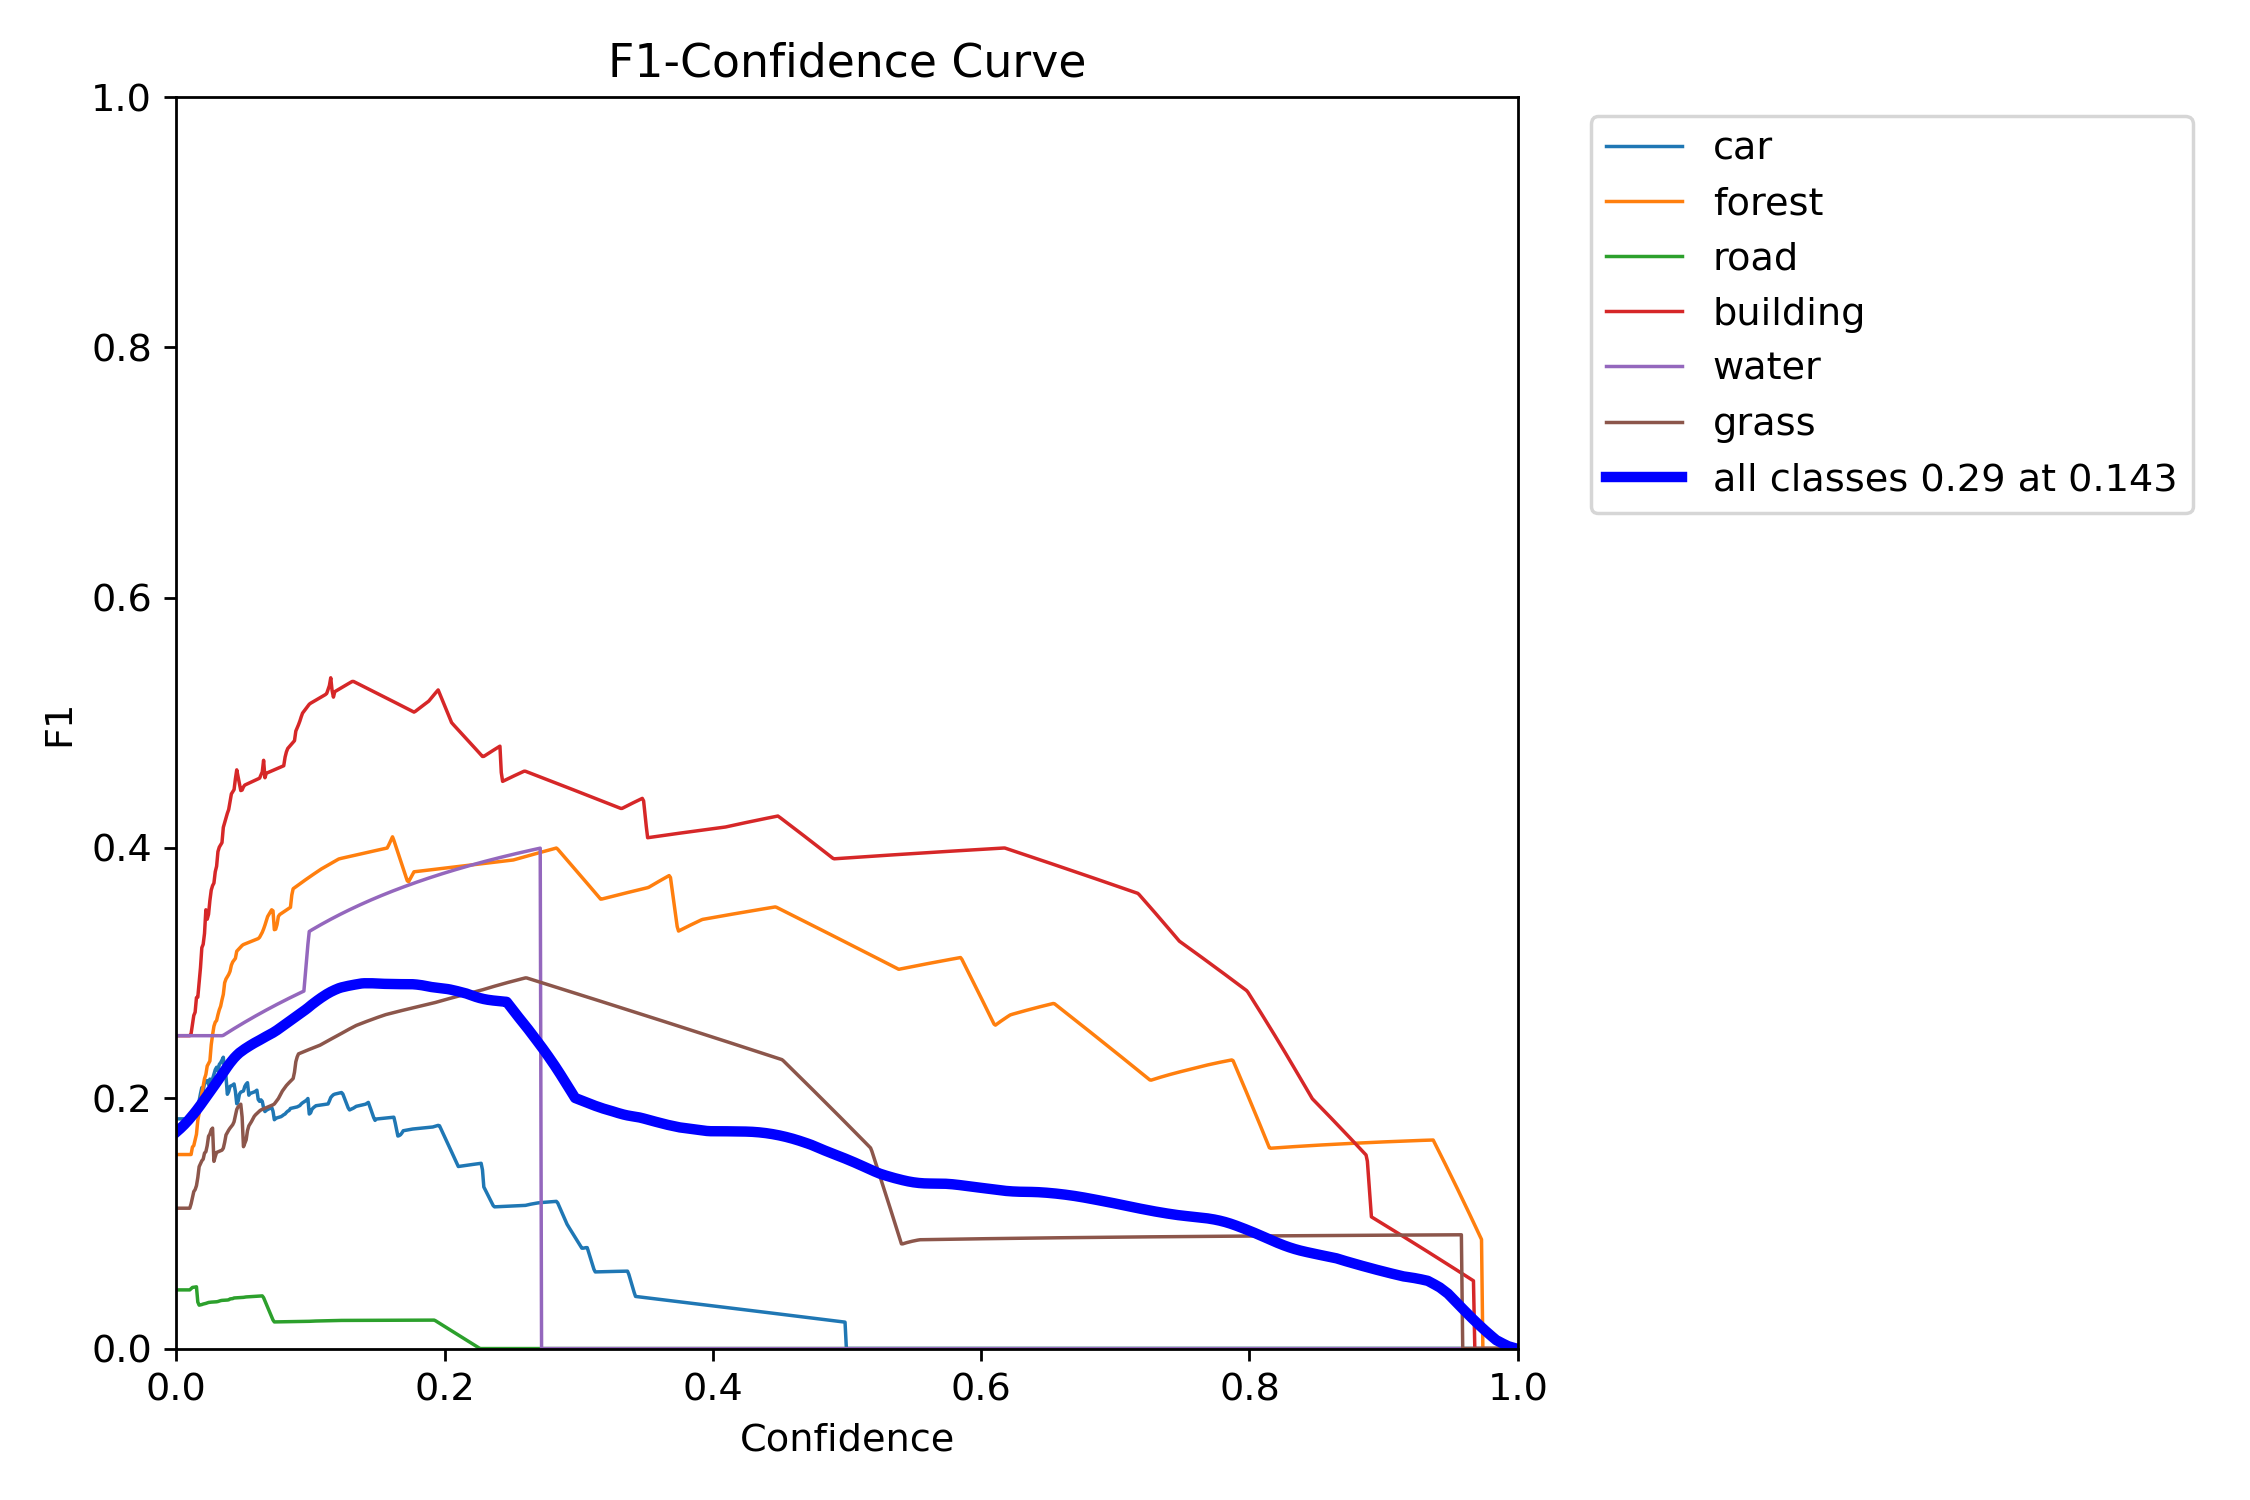 F1-Confidence Curve
1.0
0.8
0.6
0.4
0.2
0.0
F1
0.0 0.2 0.4 0.6 0.8 1.0
Confidence
car
forest
road
building
water
grass
all classes 0.29 at 0.143